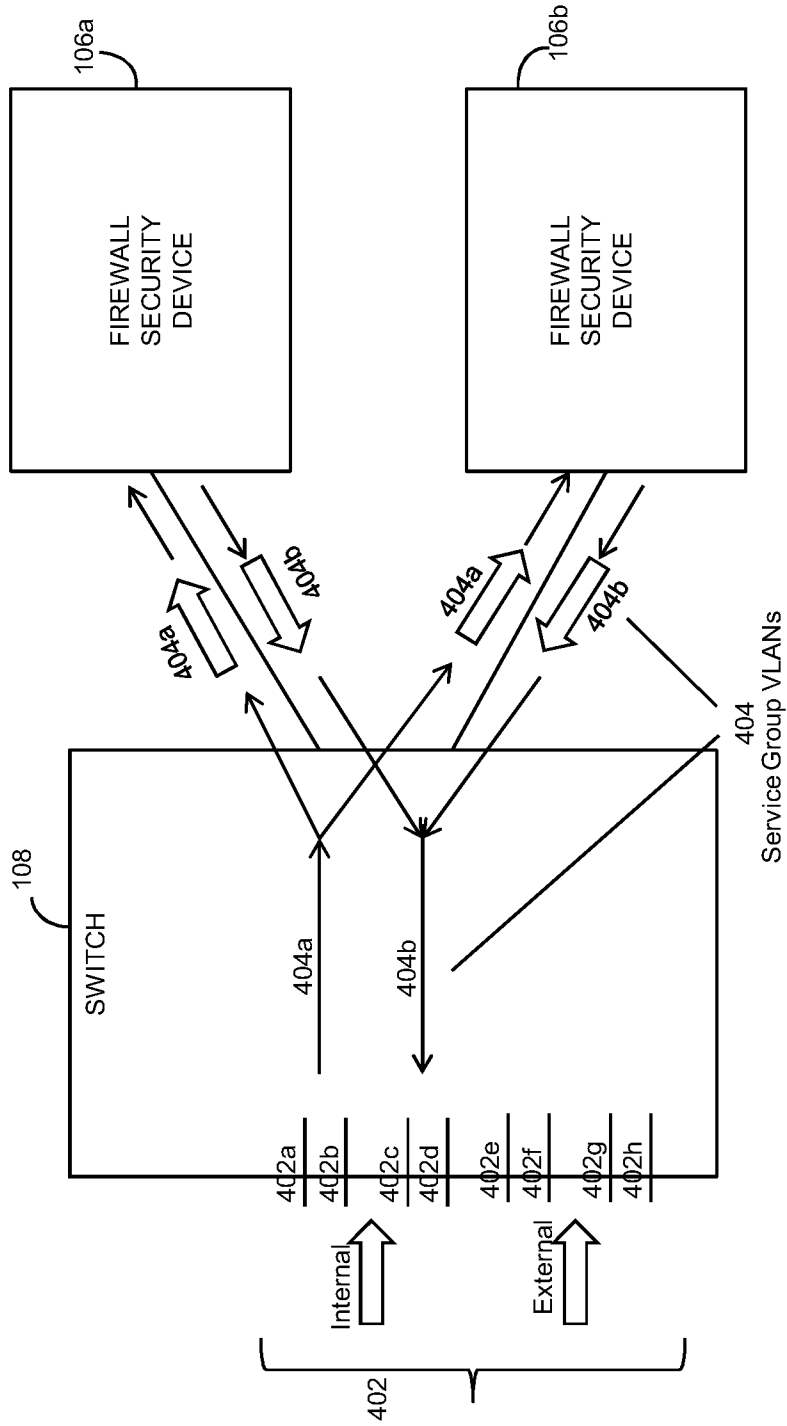 106a
FIREWALL
SECURITY
DEVICE
106b
FIREWALL
SECURITY
DEVICE
404a
404b
404a
404b
108
SWITCH
404a
404b
404
Service Group VLANs
402a
402b
402c
402d
402e
402f
402g
402h
Internal
External
402